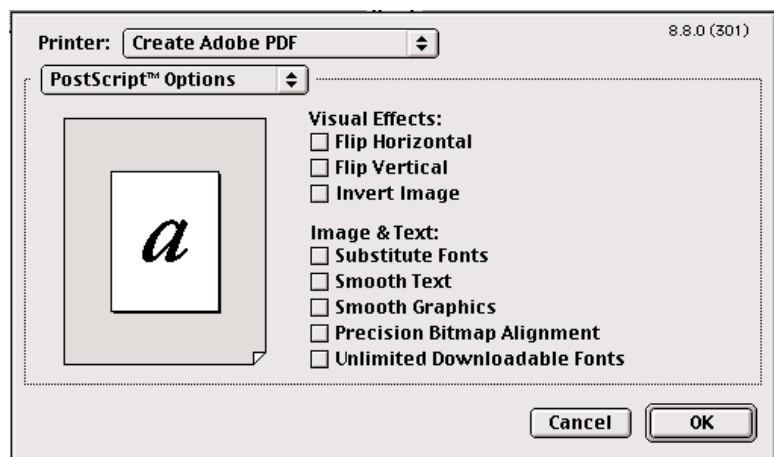 Printer: Create Adobe PDF
8.8.0 (301)
PostScript™ Options
a
Visual Effects:
Flip Horizontal
Flip Vertical
Invert Image
Image & Text:
Substitute Fonts
Smooth Text
Smooth Graphics
Precision Bitmap Alignment
Unlimited Downloadable Fonts
Cancel OK